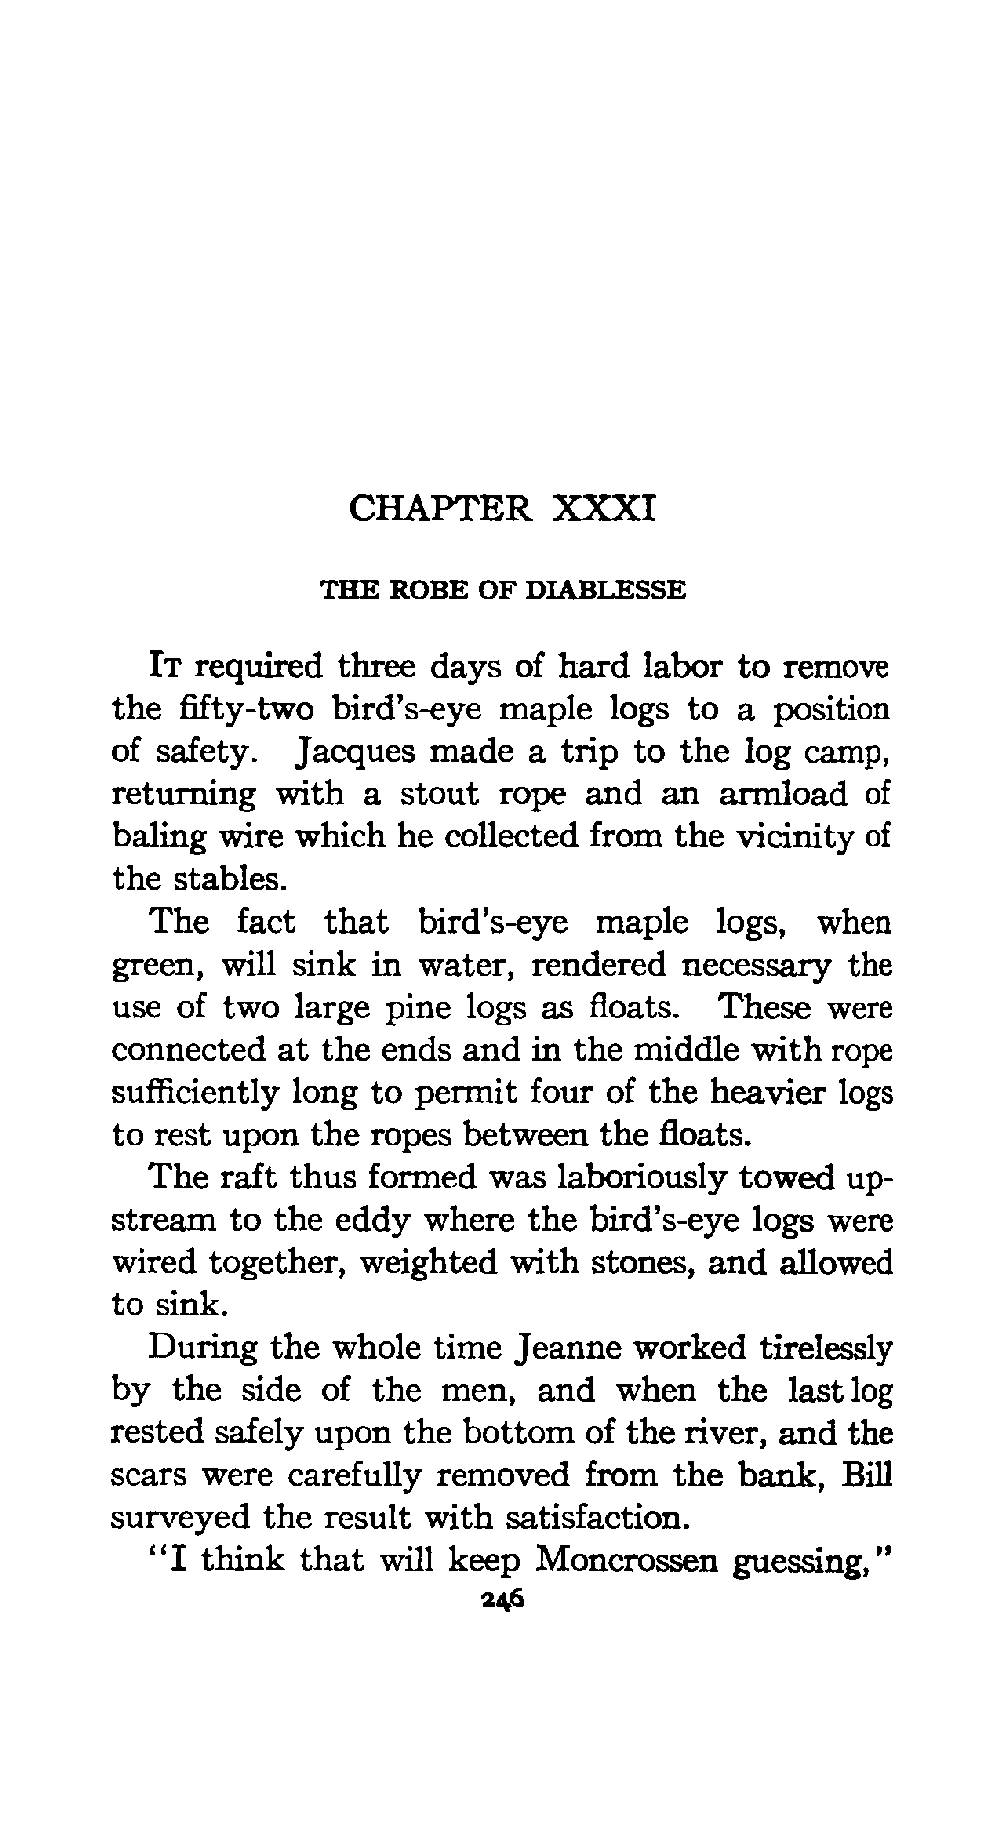 CHAPTER XXXI
THE ROBE OF DIABLESSE
IT required three days of hard labor to remove
the fifty-two bird's-eye maple logs to a position
of safety. Jacques made a trip to the log camp,
returning with a stout rope and an armload of
baling wire which he collected from the vicinity of
the stables.
The fact that bird's-eye maple logs, when
green, will sink in water, rendered necessary the
use of two large pine logs as floats. These were
connected at the ends and in the middle with rope
sufficiently long to permit four of the heavier logs
to rest upon the ropes between the floats.
The raft thus formed was laboriously towed up-
stream to the eddy where the bird's-eye logs were
wired together, weighted with stones, and allowed
to sink.
During the whole time Jeanne worked tirelessly
by the side of the men, and when the last log
rested safely upon the bottom of the river, and the
scars were carefully removed from the bank, Bill
surveyed the result with satisfaction.
"I think that will keep Moncrossen guessing,"
246